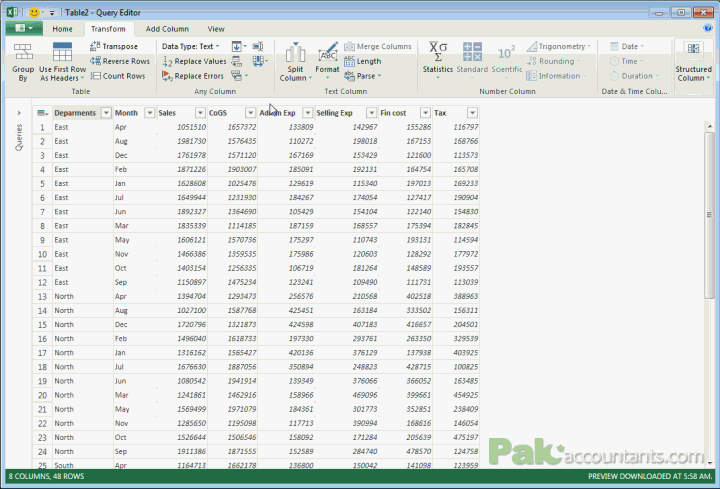 Table2 - Query Editor
Home Transform Add Column View
Group By
Use First Row As Headers
Transpose
Reverse Rows
Count Rows
Table
Data Type: Text
Replace Values
Replace Errors
Any Column
Split Column
Format
ABC
Merge Columns
Length
Parse
Text Column
Statistics
Standard
10²
Scientific
Trigonometry
Rounding
Information
Number Column
Date
Time
Duration
Date & Time Colu...
Structured Column
Queries
Deparments Month Sales CoGS Admin Exp Selling Exp Fin cost Tax
1 East Apr 1051510 1657372 133809 142967 155286 116797
2 East Aug 1981730 1576435 110272 198018 167153 168766
3 East Dec 1761978 1571120 167169 153429 121600 113573
4 East Feb 1871226 1903007 185091 192131 164754 165708
5 East Jan 1628608 1025476 129619 115340 197013 169233
6 East Jul 1649944 1231930 184267 174054 127417 190904
7 East Jun 1892327 1364690 105429 154104 122140 154830
8 East Mar 1835339 1114185 187159 168557 175394 182845
9 East May 1606121 1570736 175297 110743 193131 114594
10 East Nov 1466386 1359535 175986 120603 128292 177972
11 East Oct 1403154 1256335 106719 181264 148589 193557
12 East Sep 1150897 1475234 123241 109490 111731 113039
13 North Apr 1394704 1293473 256576 210568 402518 388963
14 North Aug 1027100 1587768 425451 163184 333502 156311
15 North Dec 1720796 1321873 424598 407183 416657 204501
16 North Feb 1496040 1618733 197330 293761 263350 329539
17 North Jan 1316162 1565427 420136 376129 137938 403925
18 North Jul 1676630 1887056 350894 248823 428715 100825
19 North Jun 1080542 1941914 139349 376066 366052 163485
20 North Mar 1241861 1462916 158966 469096 399661 454925
21 North May 1569499 1971079 184361 301773 352851 238409
22 North Nov 1285650 1195098 117713 390994 168616 146054
23 North Oct 1526644 1506546 158092 171284 205639 475197
24 North Sep 1911386 1871555 152589 284740 478570 124758
25 South Apr 1164713 1662178 136800 150042 141098 123959
Pakaccountants.com
8 COLUMNS, 48 ROWS
PREVIEW DOWNLOADED AT 5:58 AM.